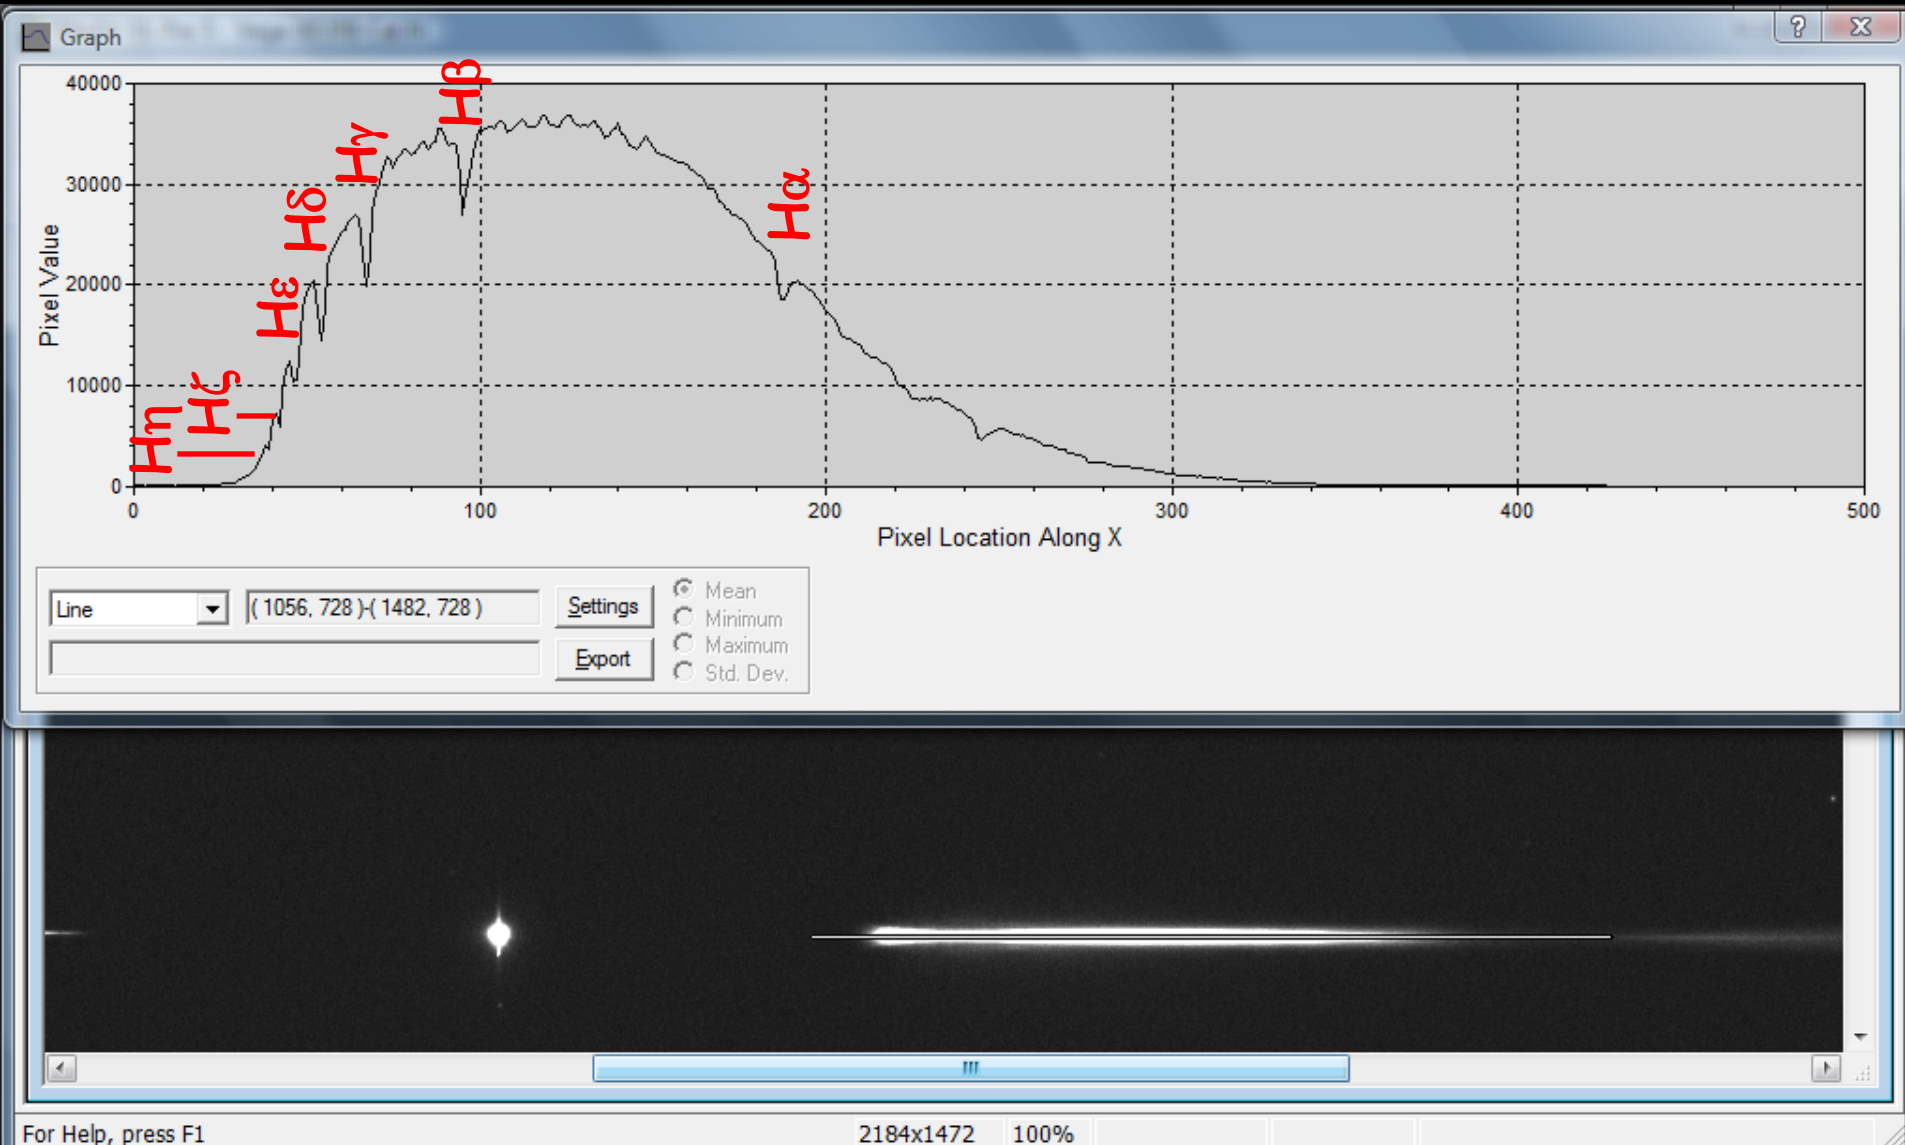 Graph
40000
30000
20000
10000
0
Pixel Value
Hη
Hζ
Hε
Hδ
Hγ
Hβ
Hα
0 100 200 300 400 500
Pixel Location Along X
Line
( 1056, 728 )-( 1482, 728 )
Settings
Export
Mean
Minimum
Maximum
Std. Dev.
For Help, press F1
2184x1472 100%